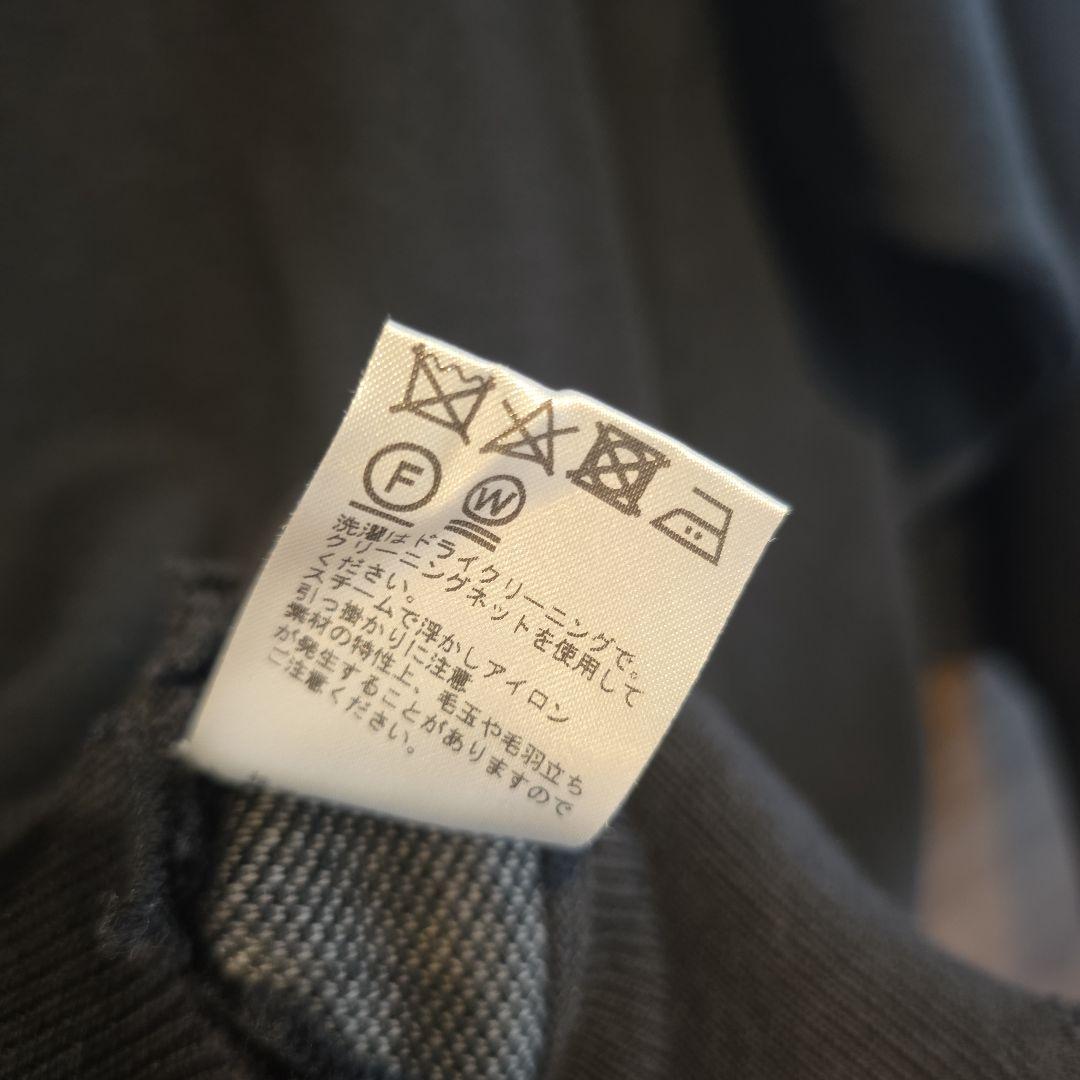 F W
洗濯はドライクリーニングで。
クリーニングネットを使用して
ください。
スチームで浮かしアイロン
引っ掛かりに注意
素材の特性上、毛玉や毛羽立ち
が発生することがありますので
ご注意ください。